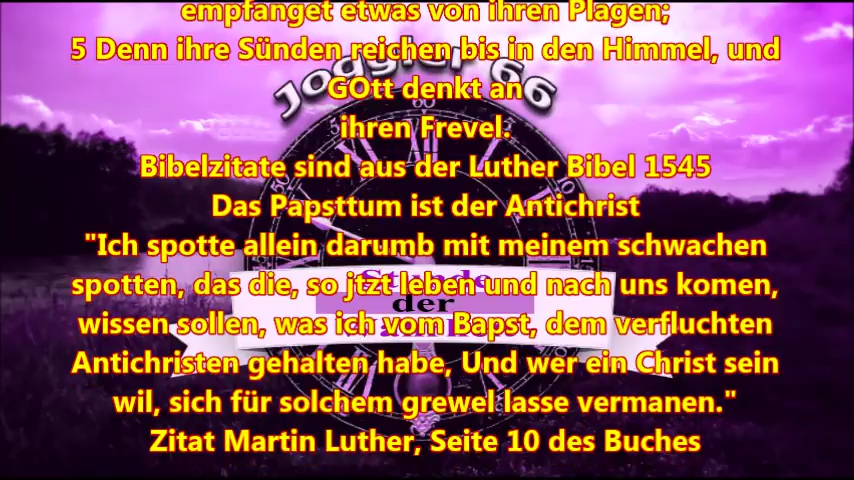 empfanget etwas von ihren Plagen;
5 Denn ihre Sünden reichen bis in den Himmel, und
Jodgler 66
GOtt denkt an
ihren Frevel.
Bibelzitate sind aus der Luther Bibel 1545
Das Papsttum ist der Antichrist
"Ich spotte allein darumb mit meinem schwachen
spotten, das die, so jtzt leben und nach uns komen,
Stunde
der
wissen sollen, was ich vom Bapst, dem verfluchten
Antichristen gehalten habe, Und wer ein Christ sein
wil, sich für solchem grewel lasse vermanen."
Zitat Martin Luther, Seite 10 des Buches